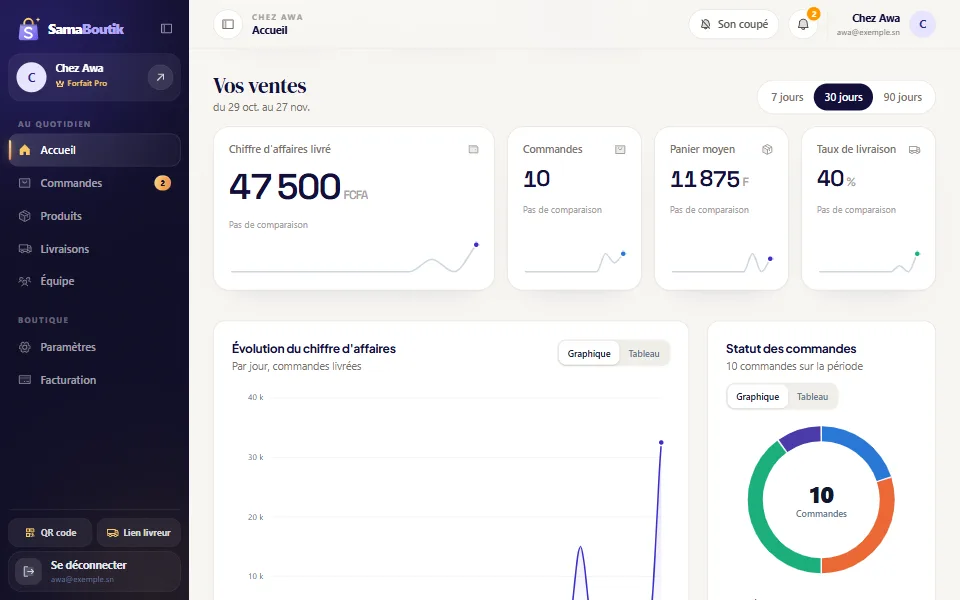 SamaBoutik
C
Chez Awa
Forfait Pro
AU QUOTIDIEN
Accueil
Commandes 2
Produits
Livraisons
Équipe
BOUTIQUE
Paramètres
Facturation
QR code
Lien livreur
Se déconnecter
awa@exemple.sn
CHEZ AWA
Accueil
Son coupé
2
Chez Awa
awa@exemple.sn
C
Vos ventes
du 29 oct. au 27 nov.
7 jours 30 jours 90 jours
Chiffre d'affaires livré
47 500 FCFA
Pas de comparaison
Commandes
10
Pas de comparaison
Panier moyen
11 875 F
Pas de comparaison
Taux de livraison
40 %
Pas de comparaison
Évolution du chiffre d'affaires
Par jour, commandes livrées
Graphique Tableau
40 k
30 k
20 k
10 k
Statut des commandes
10 commandes sur la période
Graphique Tableau
10
Commandes